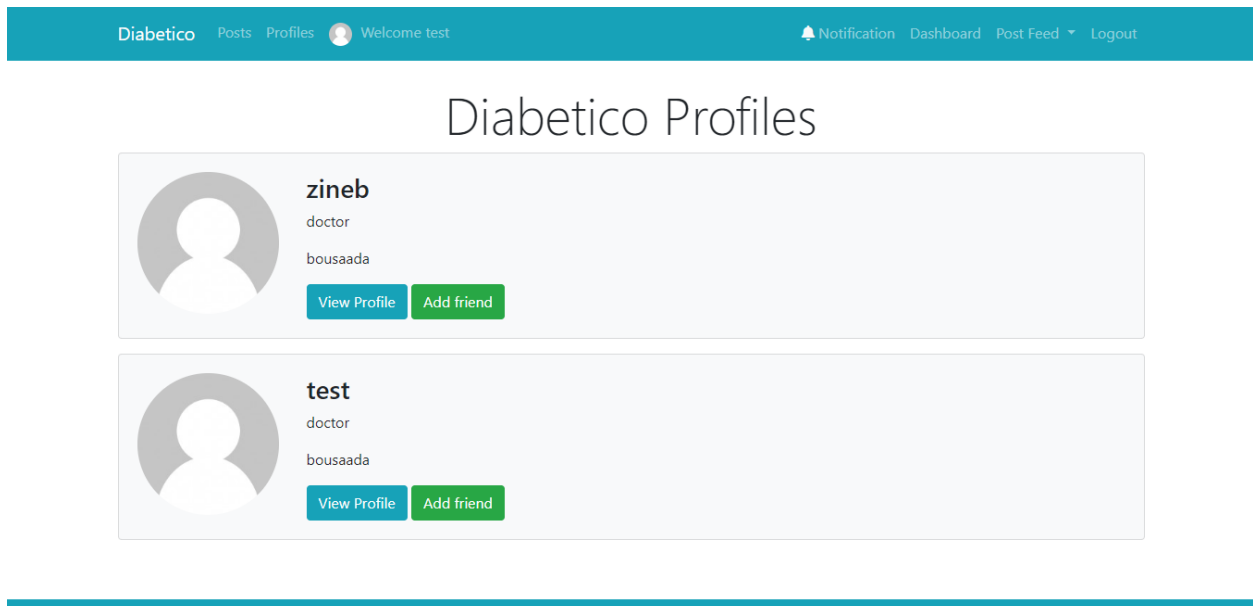 Diabetico Posts Profiles Welcome test Notification Dashboard Post Feed Logout
Diabetico Profiles
zineb
doctor
bousaada
View Profile Add friend
test
doctor
bousaada
View Profile Add friend